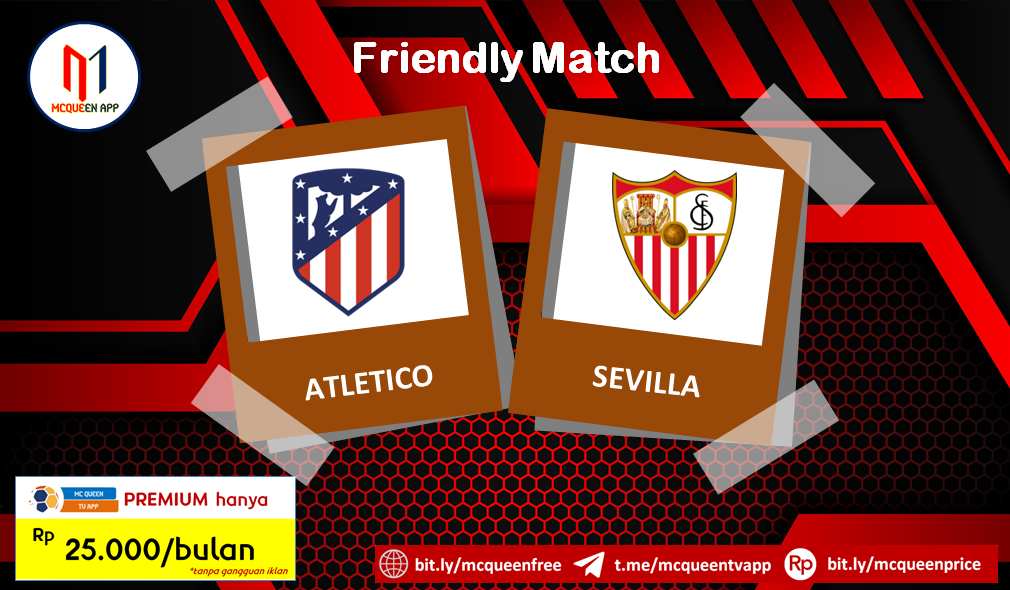 Friendly Match
M1
MCQUEEN APP
ATLETICO
SEVILLA
MC QUEEN
TV APP
PREMIUM hanya
Rp 25.000/bulan
*tanpa gangguan iklan
bit.ly/mcqueenfree
t.me/mcqueentvapp
Rp
bit.ly/mcqueenprice